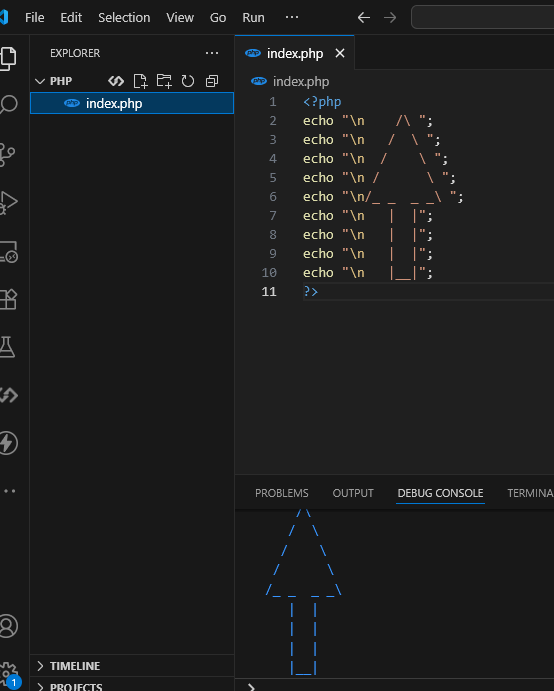 File Edit Selection View Go Run ···
EXPLORER ···
PHP
index.php
index.php
index.php
1 <?php
2 echo "\n    /\ ";
3 echo "\n   /  \ ";
4 echo "\n  /    \ ";
5 echo "\n /      \ ";
6 echo "\n/_ _  _ _\ ";
7 echo "\n   |  |";
8 echo "\n   |  |";
9 echo "\n   |  |";
10 echo "\n   |__|";
11 ?>
PROBLEMS OUTPUT DEBUG CONSOLE TERMINA
    /\
   /  \
  /    \
 /      \
/_ _  _ _\
   |  |
   |  |
   |  |
   |__|
1
TIMELINE
PROJECTS